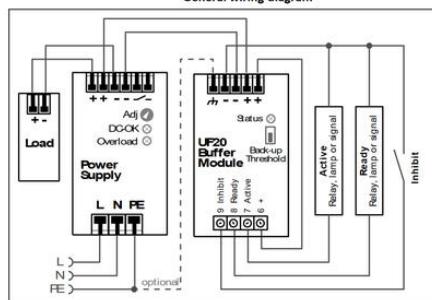 General wiring diagram
+ + - - -
+ -
Load
Adj
DC-OK
Overload
Power
Supply
L N PE
- - + +
Status
UF20
Buffer
Module
Back-up
Threshold
9 Inhibit
8 Ready
7 Active
6 +
Active
Relay, lamp or signal
Ready
Relay, lamp or signal
Inhibit
L
N
PE
optional